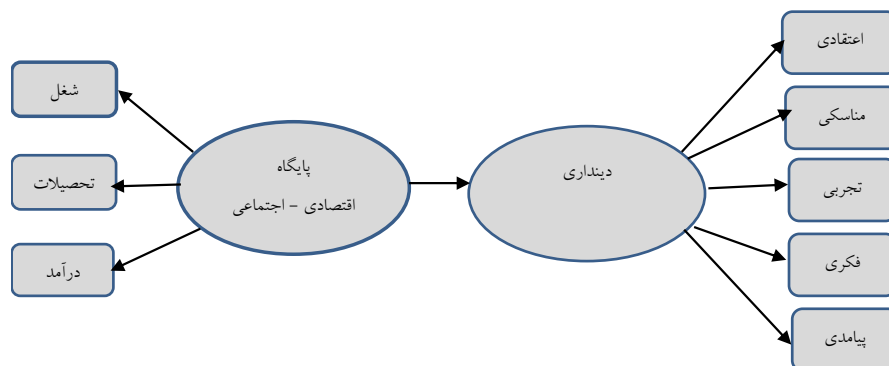 اعتقادی
مناسکی
تجربی
فکری
پیامدی
دینداری
پایگاه
اقتصادی – اجتماعی
شغل
تحصیلات
درآمد